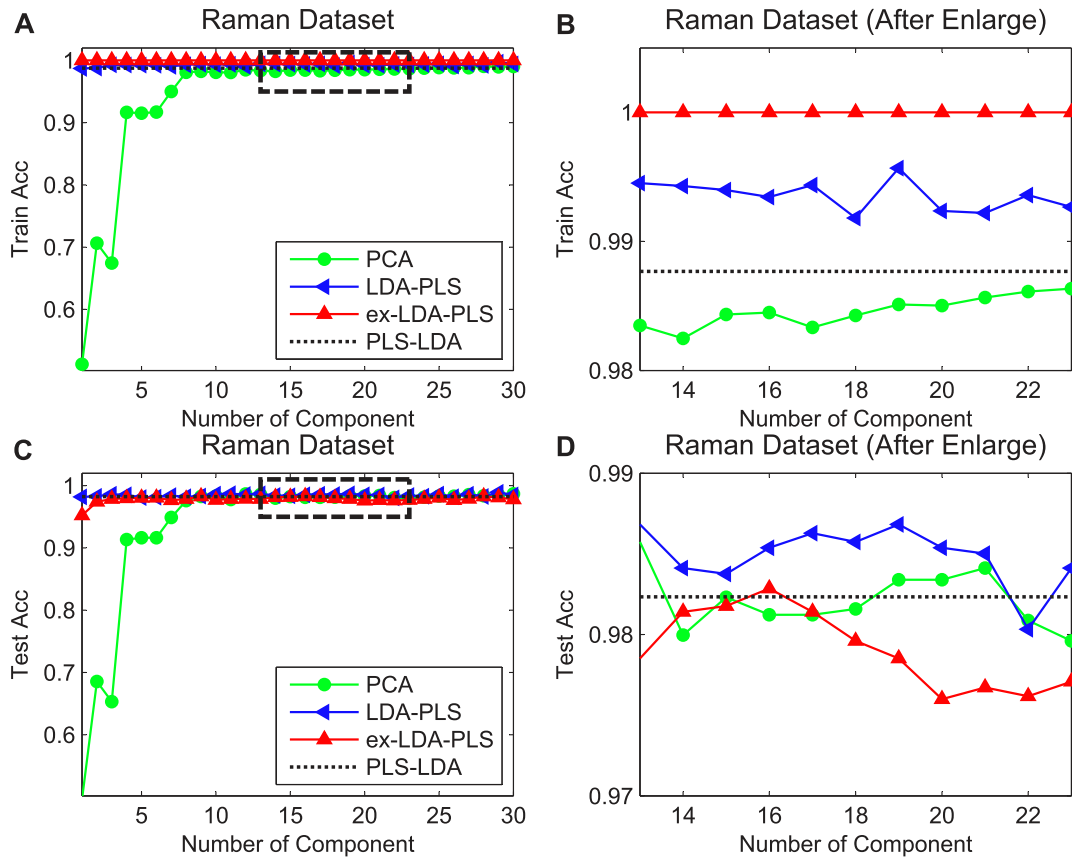 A
Raman Dataset
1
0.9
0.8
0.7
0.6
Train Acc
PCA
LDA-PLS
ex-LDA-PLS
PLS-LDA
5 10 15 20 25 30
Number of Component
B
Raman Dataset (After Enlarge)
1
0.99
0.98
Train Acc
14 16 18 20 22
Number of Component
C
Raman Dataset
1
0.9
0.8
0.7
0.6
Test Acc
PCA
LDA-PLS
ex-LDA-PLS
PLS-LDA
5 10 15 20 25 30
Number of Component
D
Raman Dataset (After Enlarge)
0.99
0.98
0.97
Test Acc
14 16 18 20 22
Number of Component